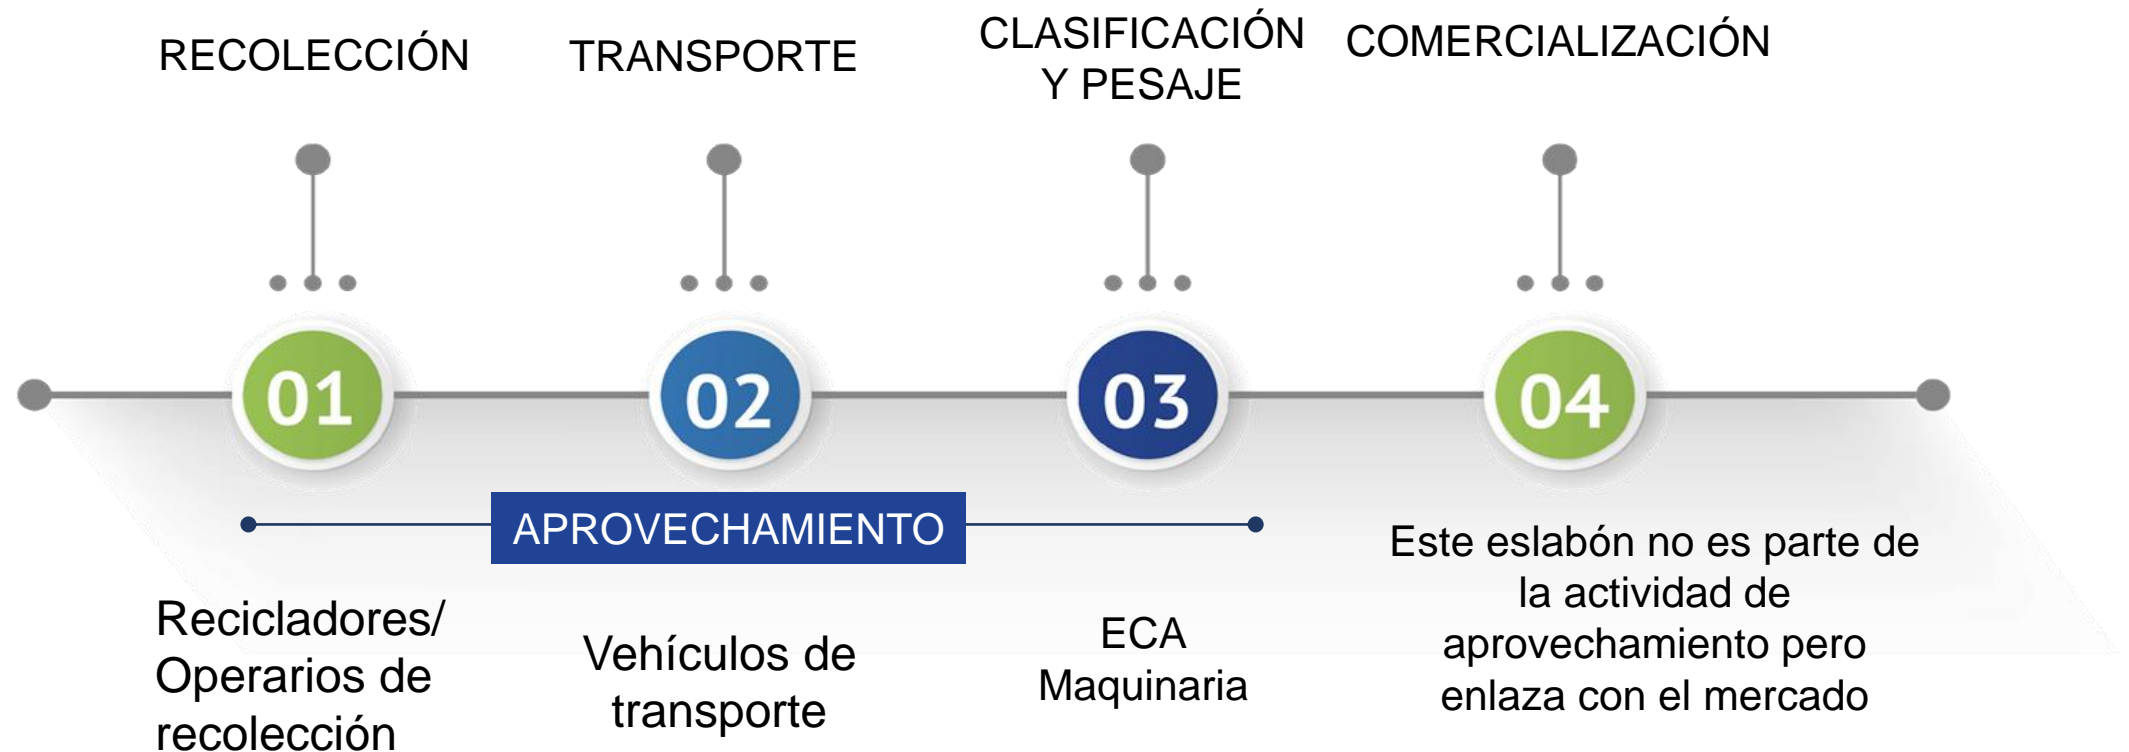 RECOLECCIÓN
TRANSPORTE
CLASIFICACIÓN
Y PESAJE
COMERCIALIZACIÓN
01
02
03
04
APROVECHAMIENTO
Recicladores/
Operarios de
recolección
Vehículos de
transporte
ECA
Maquinaria
Este eslabón no es parte de
la actividad de
aprovechamiento pero
enlaza con el mercado